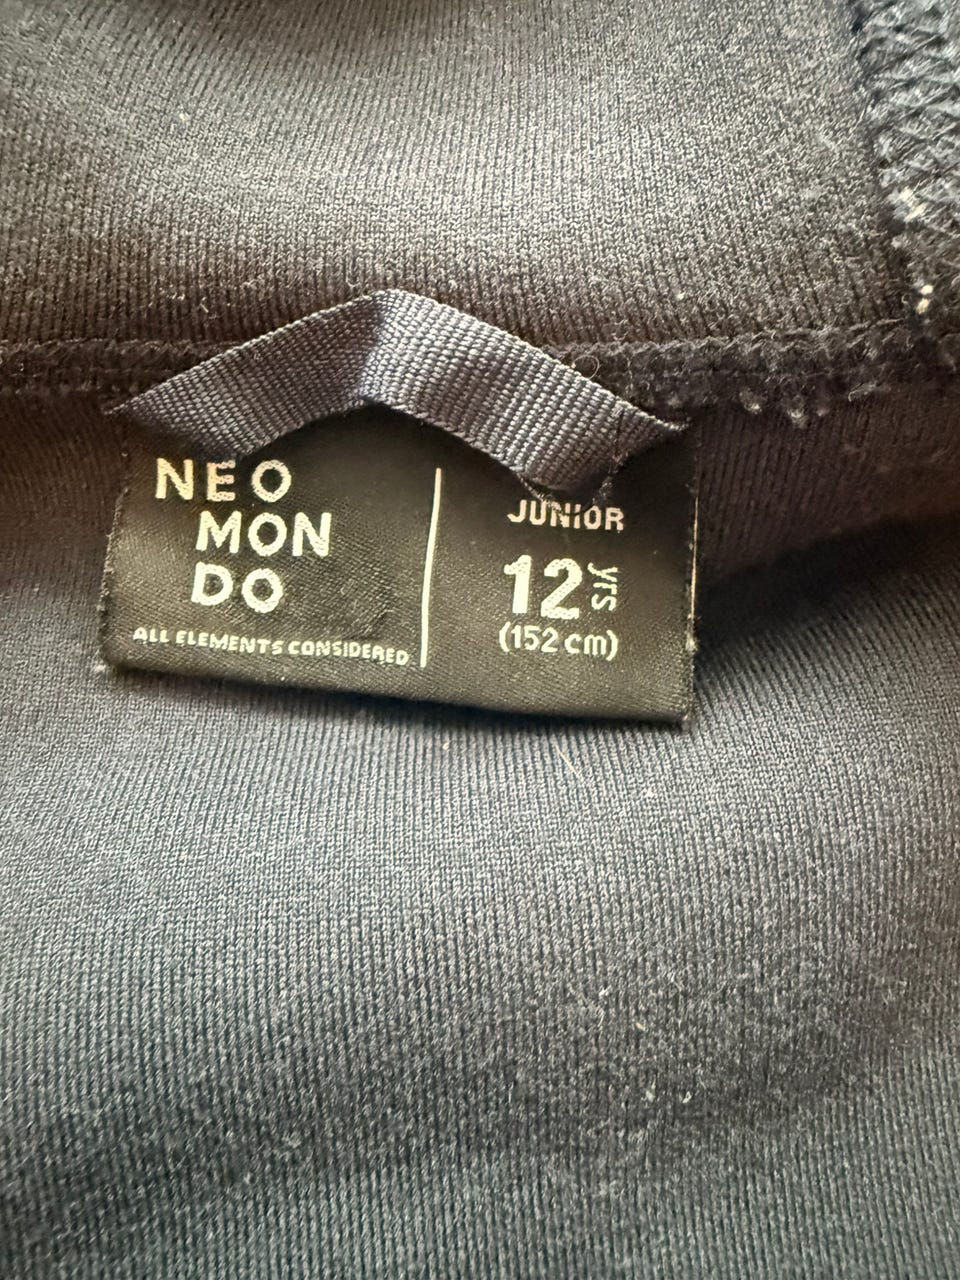 NEO
MON
DO
ALL ELEMENTS CONSIDERED
JUNIOR
12 yrs
(152 cm)